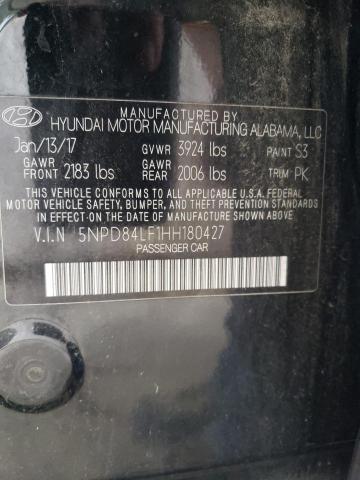 MANUFACTURED BY
HYUNDAI MOTOR MANUFACTURING ALABAMA, LLC
Jan/13/17 GVWR 3924 lbs PAINT S3
GAWR FRONT 2183 lbs GAWR REAR 2006 lbs TRIM PK
THIS VEHICLE CONFORMS TO ALL APPLICABLE U.S.A. FEDERAL
MOTOR VEHICLE SAFETY, BUMPER, AND THEFT PREVENTION STANDARDS
IN EFFECT ON THE DATE OF MANUFACTURE SHOWN ABOVE.
V.I.N 5NPD84LF1HH180427
PASSENGER CAR